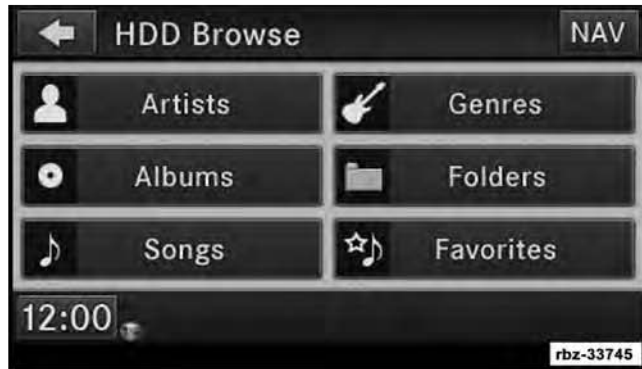 HDD Browse NAV
Artists Genres
Albums Folders
Songs Favorites
12:00
rbz-33745